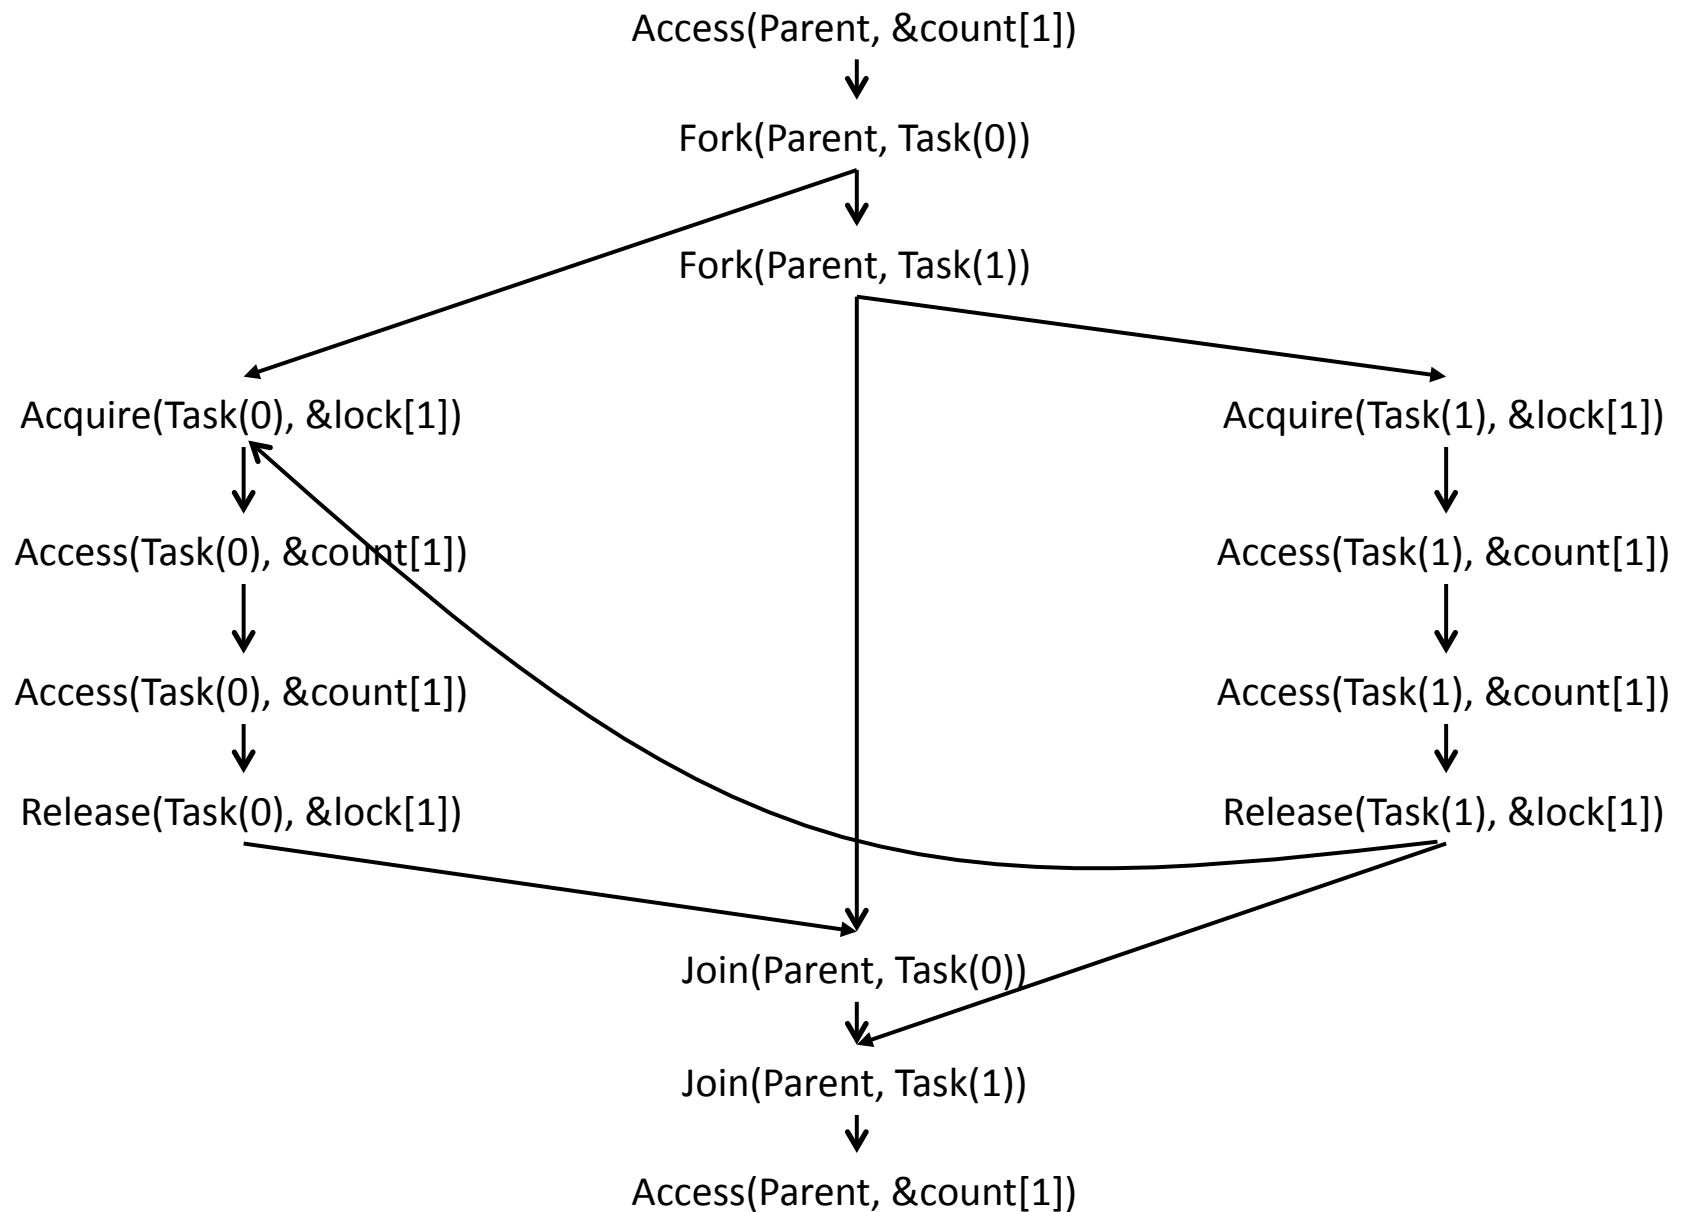 Access(Parent, &count[1])
Fork(Parent, Task(0))
Fork(Parent, Task(1))
Acquire(Task(0), &lock[1])
Acquire(Task(1), &lock[1])
Access(Task(0), &count[1])
Access(Task(1), &count[1])
Access(Task(0), &count[1])
Access(Task(1), &count[1])
Release(Task(0), &lock[1])
Release(Task(1), &lock[1])
Join(Parent, Task(0))
Join(Parent, Task(1))
Access(Parent, &count[1])